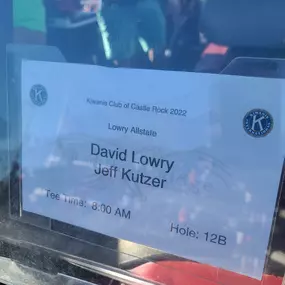 Kiwanis Club of Castle Rock 2022
Lowry Allstate
David Lowry
Jeff Kutzer
Tee Time: 8:00 AM
Hole: 12B